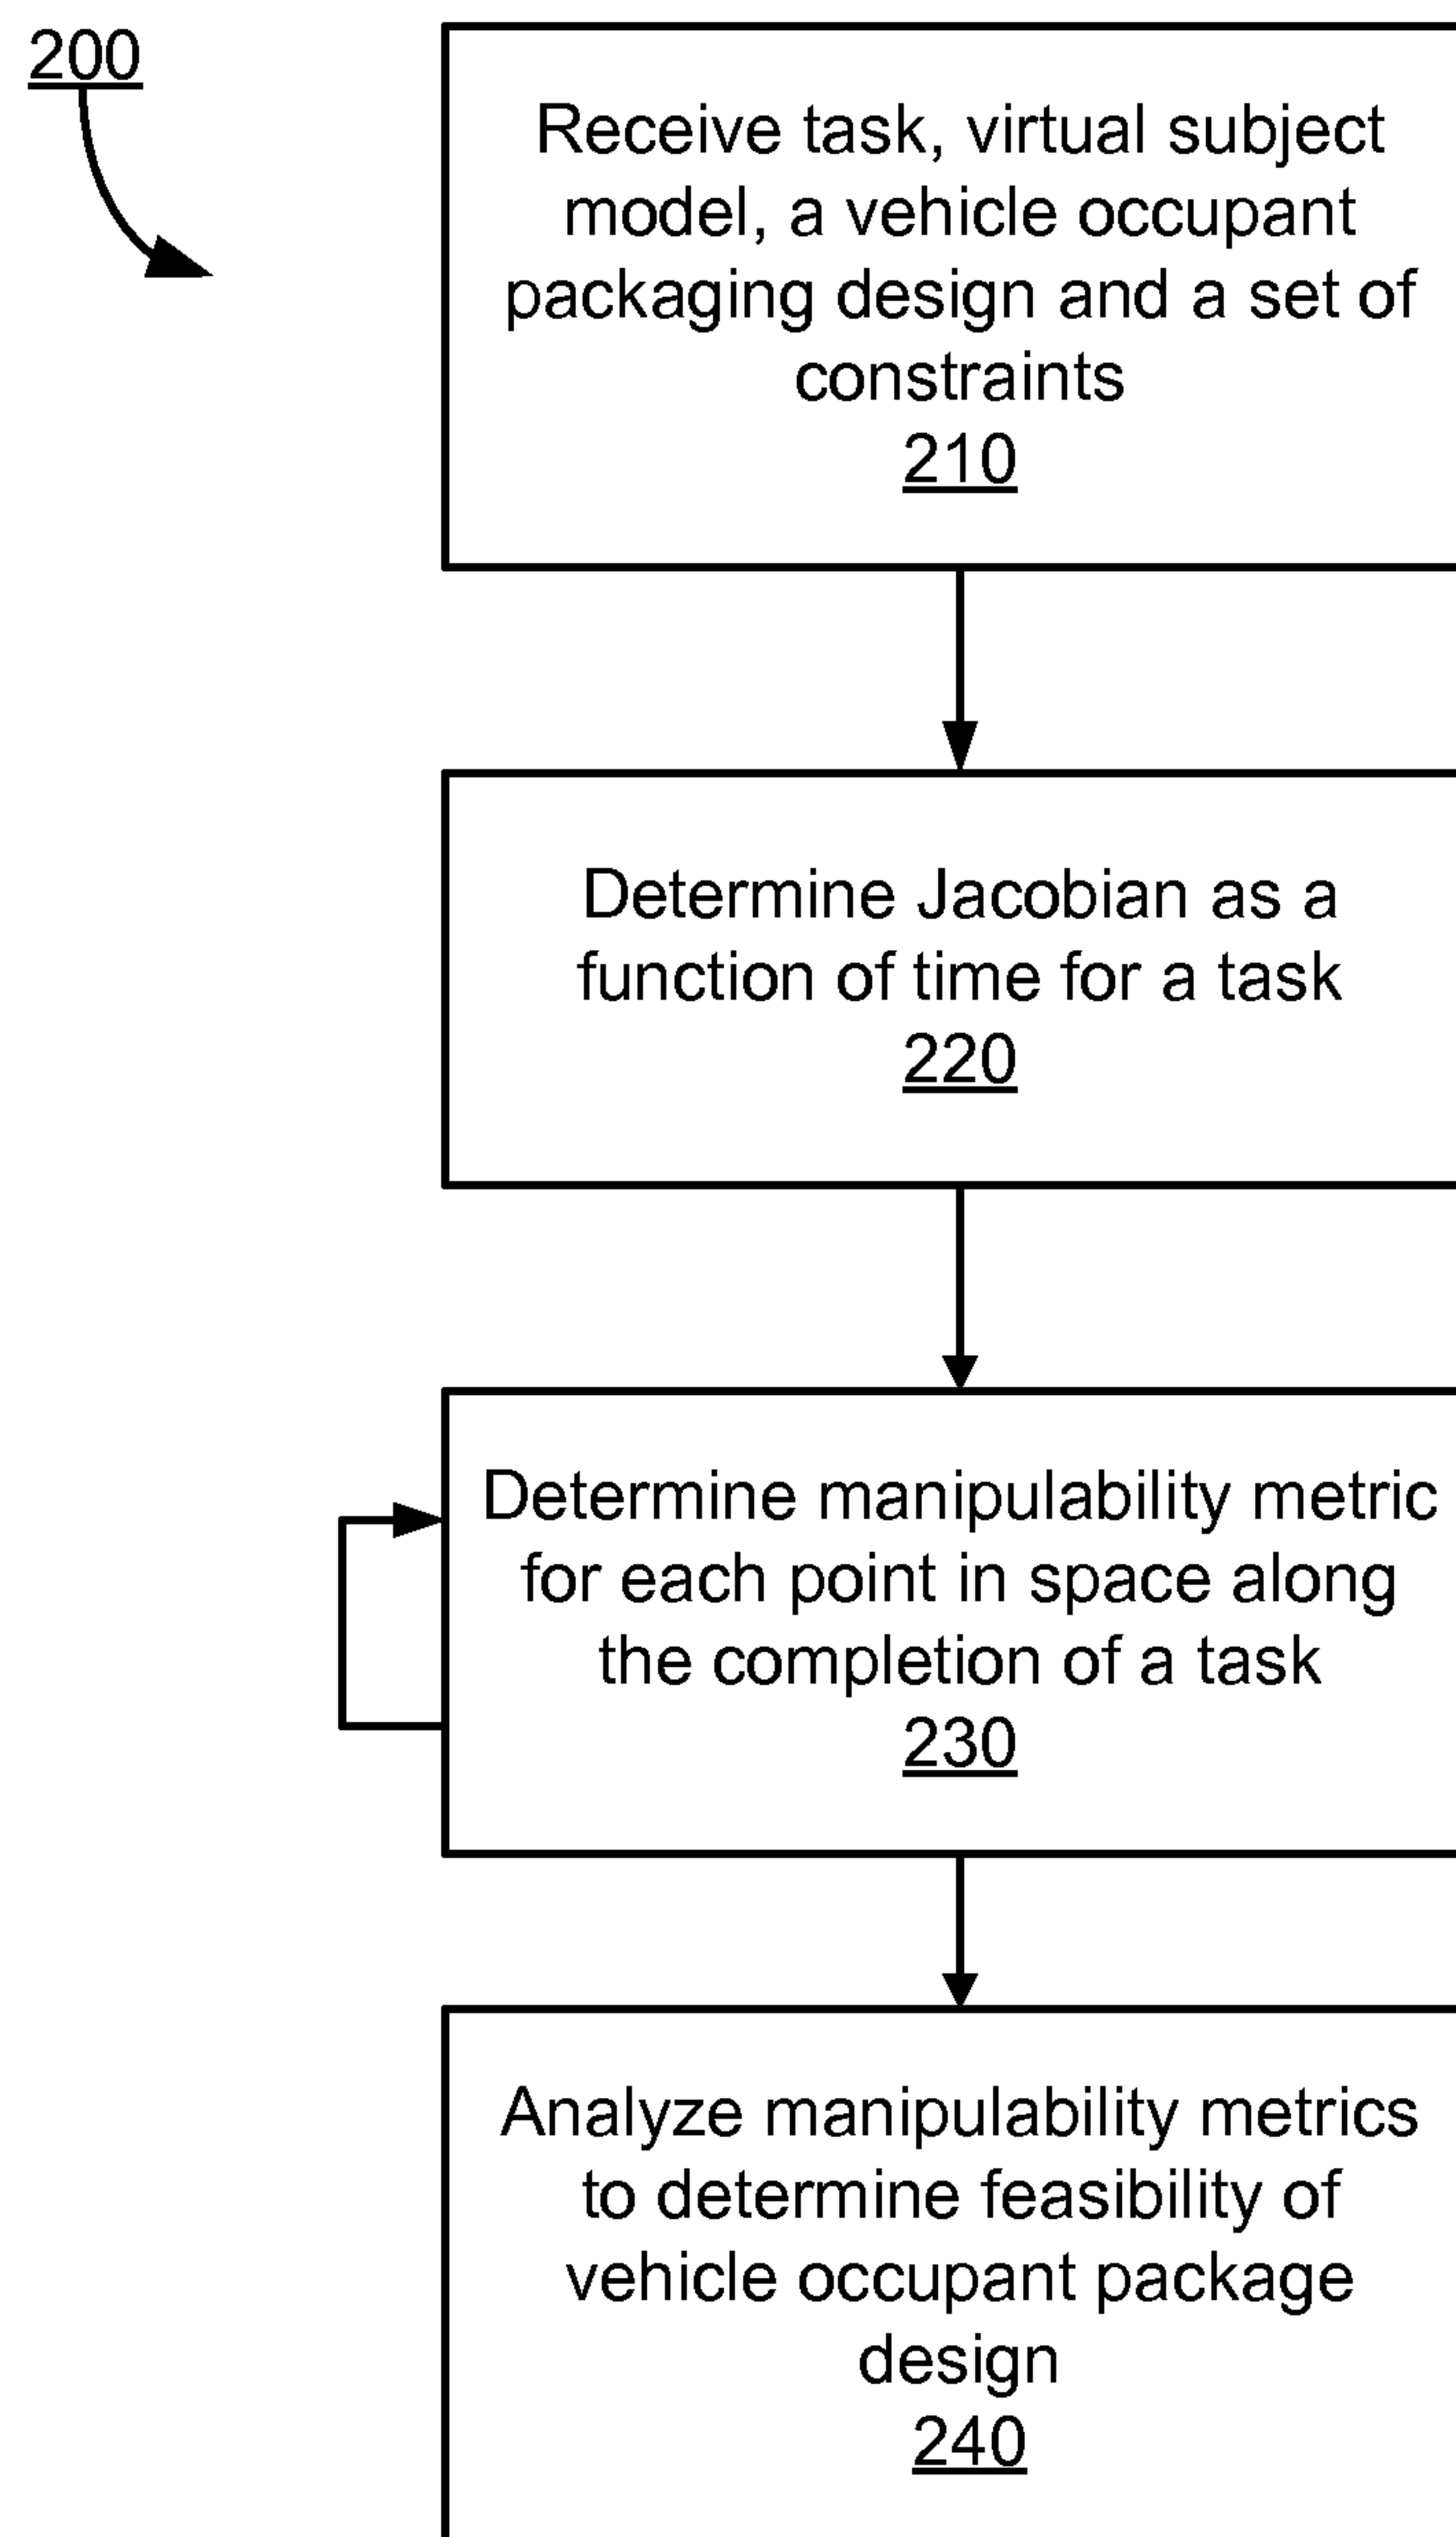 200
Receive task, virtual subject
model, a vehicle occupant
packaging design and a set of
constraints
210
Determine Jacobian as a
function of time for a task
220
Determine manipulability metric
for each point in space along
the completion of a task
230
Analyze manipulability metrics
to determine feasibility of
vehicle occupant package
design
240